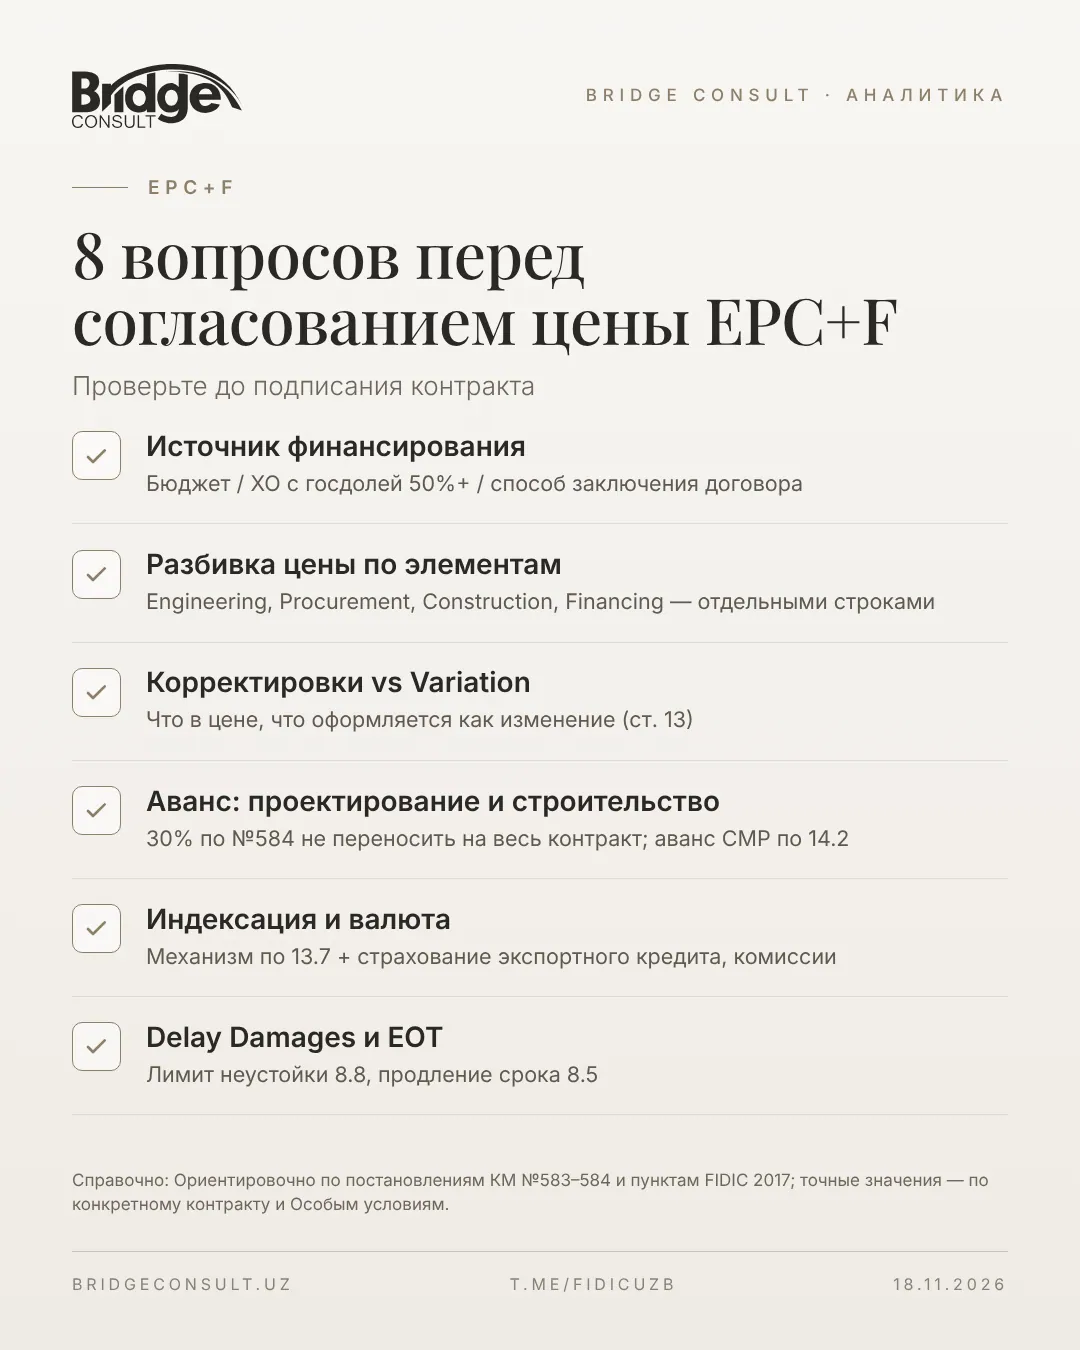 Bridge
CONSULT
BRIDGE CONSULT · АНАЛИТИКА
EPC+F
8 вопросов перед
согласованием цены EPC+F
Проверьте до подписания контракта
Источник финансирования
Бюджет / ХО с госдолей 50%+ / способ заключения договора
Разбивка цены по элементам
Engineering, Procurement, Construction, Financing — отдельными строками
Корректировки vs Variation
Что в цене, что оформляется как изменение (ст. 13)
Аванс: проектирование и строительство
30% по №584 не переносить на весь контракт; аванс СМР по 14.2
Индексация и валюта
Механизм по 13.7 + страхование экспортного кредита, комиссии
Delay Damages и EOT
Лимит неустойки 8.8, продление срока 8.5
Справочно: Ориентировочно по постановлениям КМ №583–584 и пунктам FIDIC 2017; точные значения — по
конкретному контракту и Особым условиям.
BRIDGECONSULT.UZ
T.ME/FIDICUZB
18.11.2026